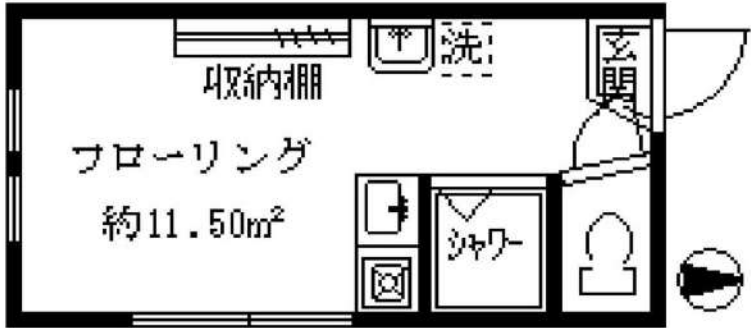 洗
玄関
収納棚
フローリング
約11.50m²
シャワー